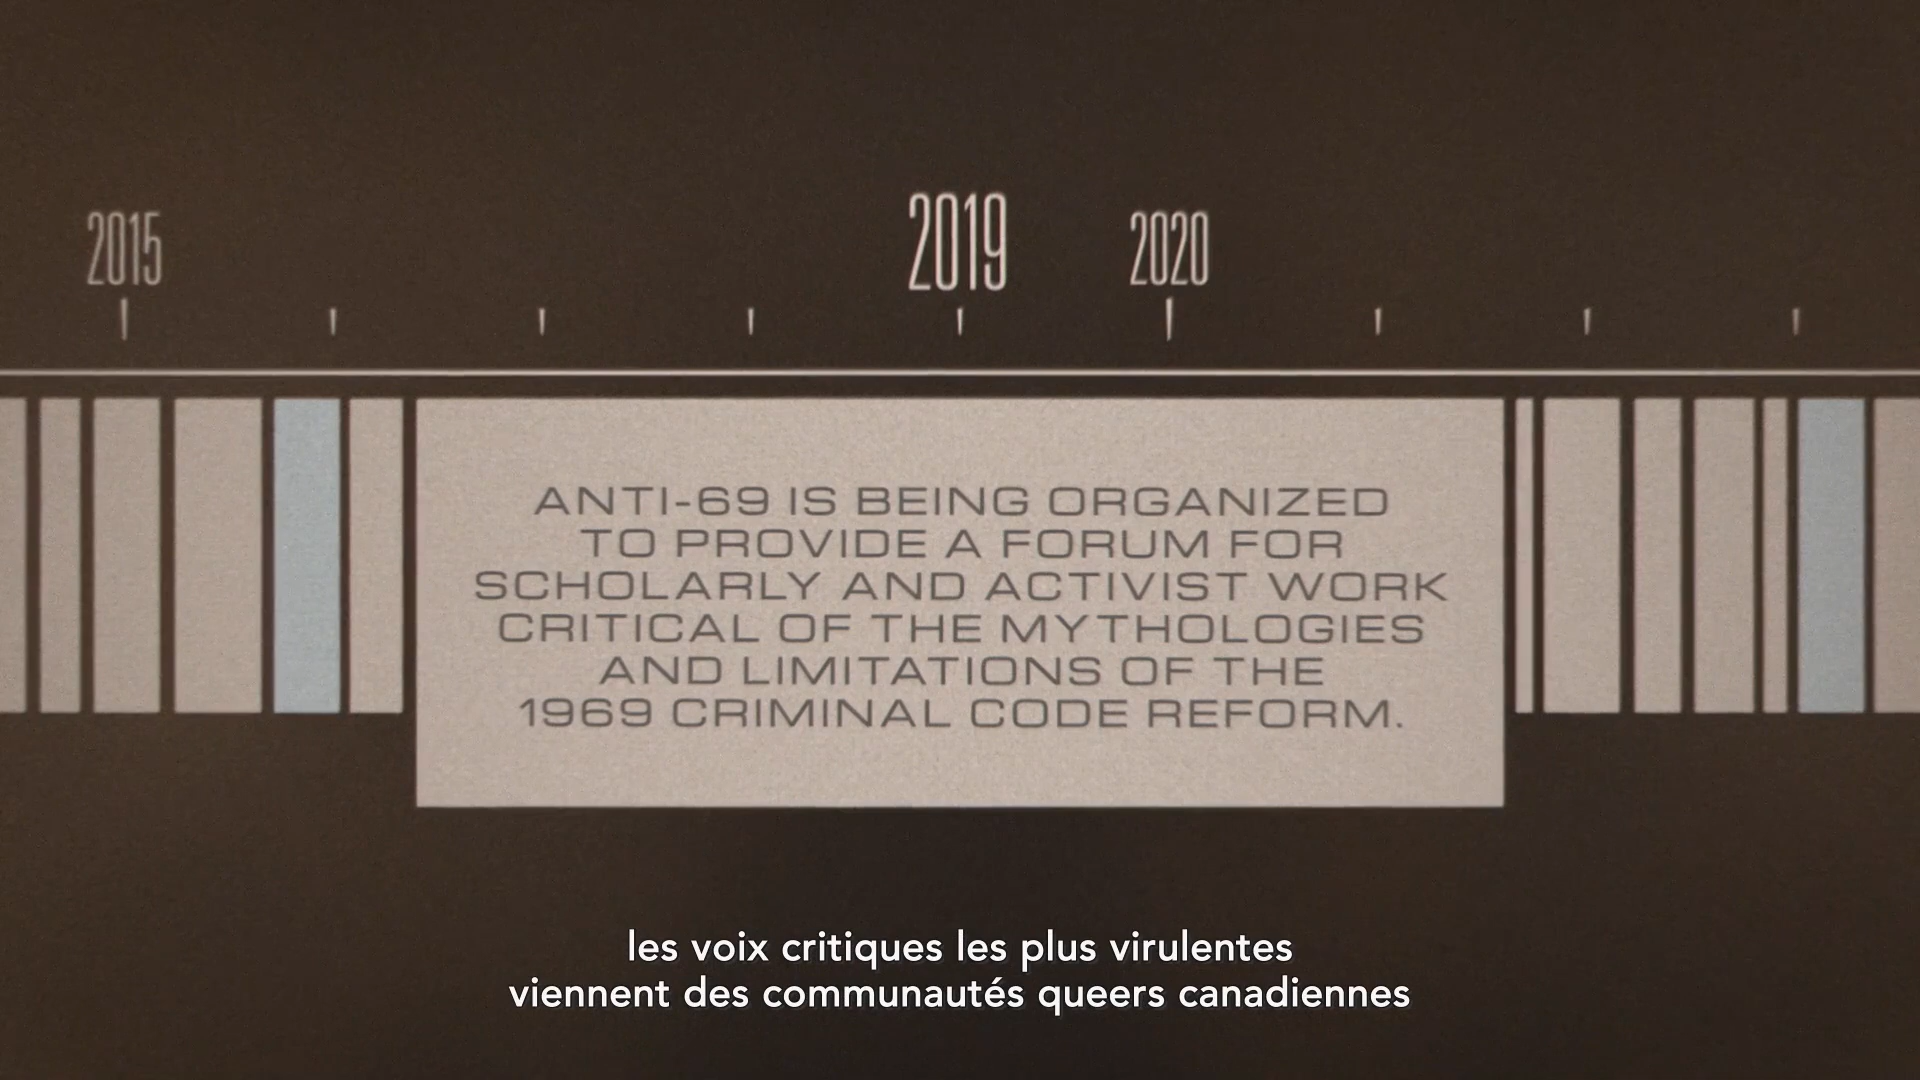 2015
2019
2020
ANTI-69 IS BEING ORGANIZED
TO PROVIDE A FORUM FOR
SCHOLARLY AND ACTIVIST WORK
CRITICAL OF THE MYTHOLOGIES
AND LIMITATIONS OF THE
1969 CRIMINAL CODE REFORM.
les voix critiques les plus virulentes
viennent des communautés queers canadiennes